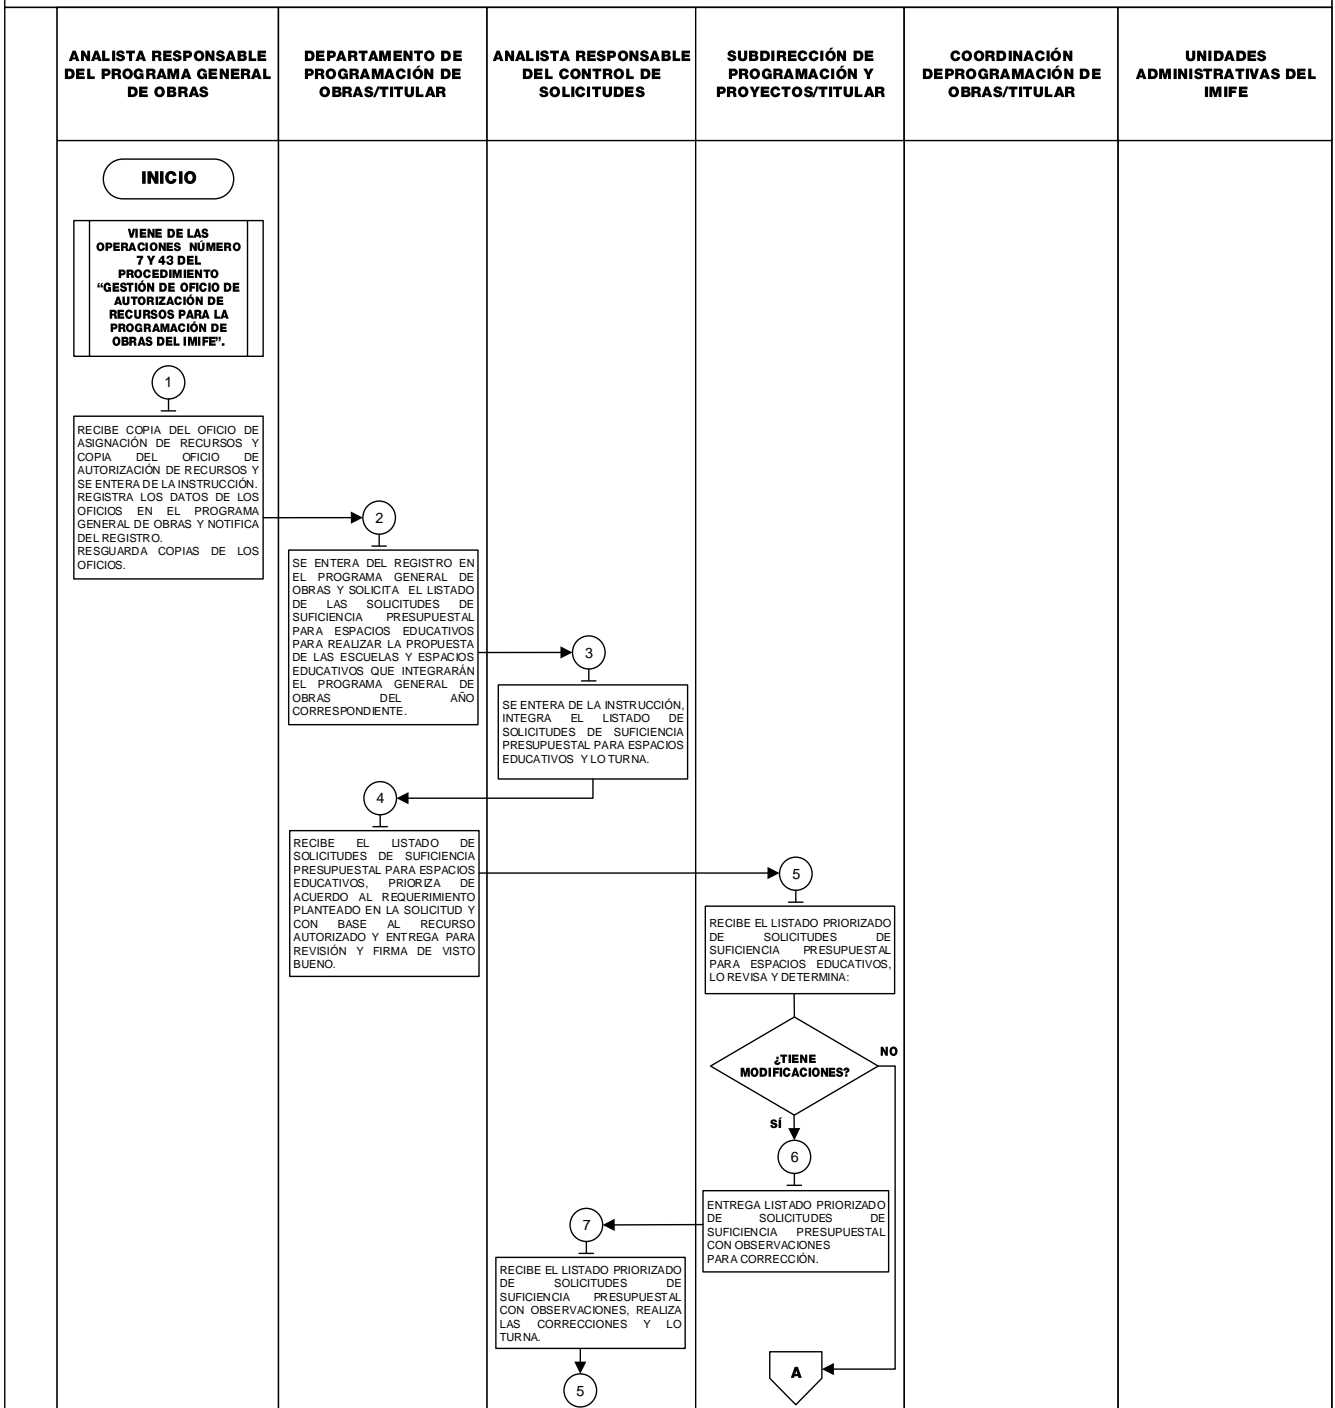 ANALISTA RESPONSABLE
DEL PROGRAMA GENERAL
DE OBRAS
DEPARTAMENTO DE
PROGRAMACIÓN DE
OBRAS/TITULAR
ANALISTA RESPONSABLE
DEL CONTROL DE
SOLICITUDES
SUBDIRECCIÓN DE
PROGRAMACIÓN Y
PROYECTOS/TITULAR
COORDINACIÓN
DEPROGRAMACIÓN DE
OBRAS/TITULAR
UNIDADES
ADMINISTRATIVAS DEL
IMIFE
INICIO
VIENE DE LAS
OPERACIONES NÚMERO
7 Y 43 DEL
PROCEDIMIENTO
“GESTIÓN DE OFICIO DE
AUTORIZACIÓN DE
RECURSOS PARA LA
PROGRAMACIÓN DE
OBRAS DEL IMIFE”.
1
RECIBE COPIA DEL OFICIO DE
ASIGNACIÓN DE RECURSOS Y
COPIA DEL OFICIO DE
AUTORIZACIÓN DE RECURSOS Y
SE ENTERA DE LA INSTRUCCIÓN.
REGISTRA LOS DATOS DE LOS
OFICIOS EN EL PROGRAMA
GENERAL DE OBRAS Y NOTIFICA
DEL REGISTRO.
RESGUARDA COPIAS DE LOS
OFICIOS.
2
SE ENTERA DEL REGISTRO EN
EL PROGRAMA GENERAL DE
OBRAS Y SOLICITA EL LISTADO
DE LAS SOLICITUDES DE
SUFICIENCIA PRESUPUESTAL
PARA ESPACIOS EDUCATIVOS
PARA REALIZAR LA PROPUESTA
DE LAS ESCUELAS Y ESPACIOS
EDUCATIVOS QUE INTEGRARÁN
EL PROGRAMA GENERAL DE
OBRAS DEL AÑO
CORRESPONDIENTE.
3
SE ENTERA DE LA INSTRUCCIÓN,
INTEGRA EL LISTADO DE
SOLICITUDES DE SUFICIENCIA
PRESUPUESTAL PARA ESPACIOS
EDUCATIVOS Y LO TURNA.
4
RECIBE EL LISTADO DE
SOLICITUDES DE SUFICIENCIA
PRESUPUESTAL PARA ESPACIOS
EDUCATIVOS, PRIORIZA DE
ACUERDO AL REQUERIMIENTO
PLANTEADO EN LA SOLICITUD Y
CON BASE AL RECURSO
AUTORIZADO Y ENTREGA PARA
REVISIÓN Y FIRMA DE VISTO
BUENO.
5
RECIBE EL LISTADO PRIORIZADO
DE SOLICITUDES DE
SUFICIENCIA PRESUPUESTAL
PARA ESPACIOS EDUCATIVOS,
LO REVISA Y DETERMINA:
¿TIENE
MODIFICACIONES?
NO
SÍ
6
ENTREGA LISTADO PRIORIZADO
DE SOLICITUDES DE
SUFICIENCIA PRESUPUESTAL
CON OBSERVACIONES
PARA CORRECCIÓN.
7
RECIBE EL LISTADO PRIORIZADO
DE SOLICITUDES DE
SUFICIENCIA PRESUPUESTAL
CON OBSERVACIONES, REALIZA
LAS CORRECCIONES Y LO
TURNA.
5
A